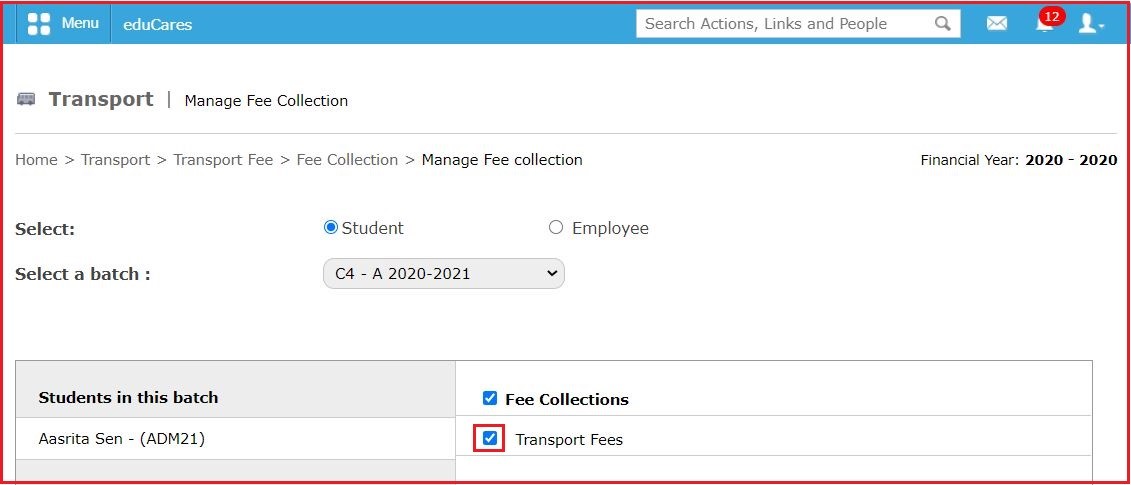 Menu eduCares Search Actions, Links and People 12
Transport | Manage Fee Collection
Home > Transport > Transport Fee > Fee Collection > Manage Fee collection Financial Year: 2020 - 2020
Select: Student Employee
Select a batch : C4 - A 2020-2021
Students in this batch Fee Collections
Aasrita Sen - (ADM21) Transport Fees